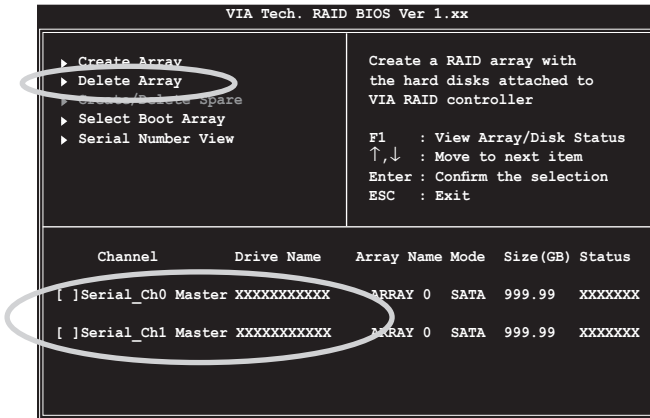 VIA Tech. RAID BIOS Ver 1.xx
Create Array
Delete Array
Create/Delete Spare
Select Boot Array
Serial Number View
Create a RAID array with
the hard disks attached to
VIA RAID controller
F1 : View Array/Disk Status
↑,↓ : Move to next item
Enter : Confirm the selection
ESC : Exit
Channel Drive Name Array Name Mode Size(GB) Status
[ ]Serial_Ch0 Master XXXXXXXXXXX ARRAY 0 SATA 999.99 XXXXXXX
[ ]Serial_Ch1 Master XXXXXXXXXXX ARRAY 0 SATA 999.99 XXXXXXX